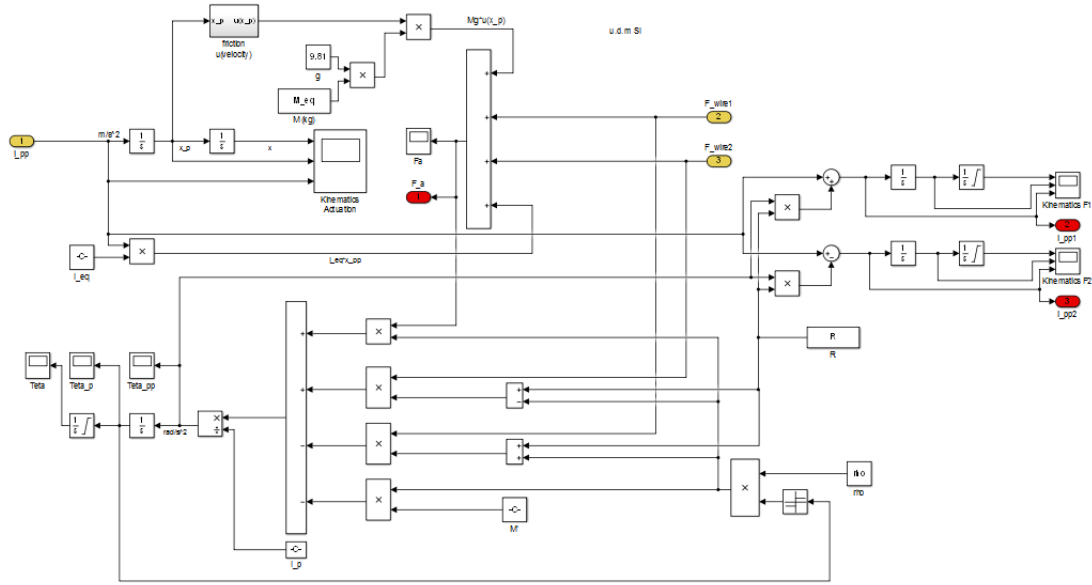 x_p u(x_p)
friction
u(velocity)
9.81
g
M_eq
M (kg)
Mg*u(x_p)
u.d.m SI
F_wire1
2
F_wire2
3
1
l_pp
m/s^2
1
s
x_p
1
s
x
Kinematics
Actuation
Fa
F_a
1
-C-
l_eq
l_eq*x_pp
1
s
1
s
Kinematics F1
2
l_pp1
1
s
1
s
Kinematics F2
3
l_pp2
R
R
Teta
Teta_p
Teta_pp
1
s
1
s
rad/s^2
rho
rho
-C-
M'
-C-
l_p